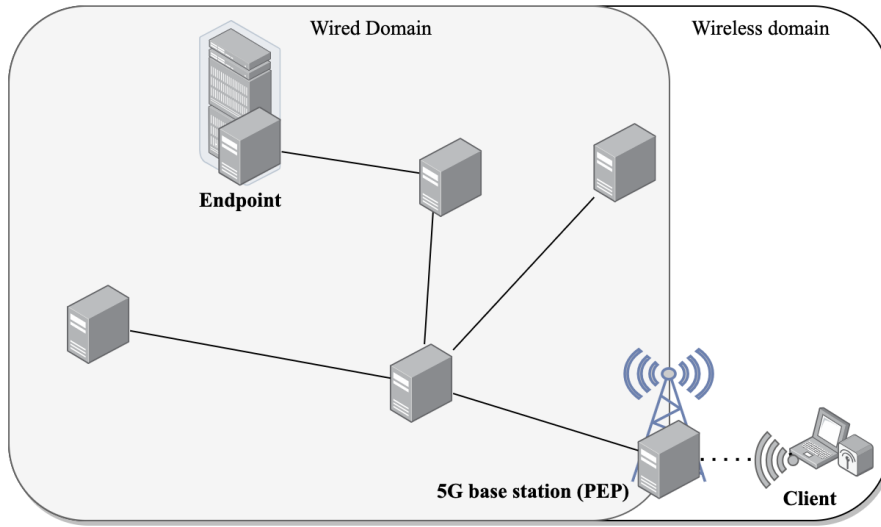 Wired Domain
Wireless domain
Endpoint
5G base station (PEP)
Client